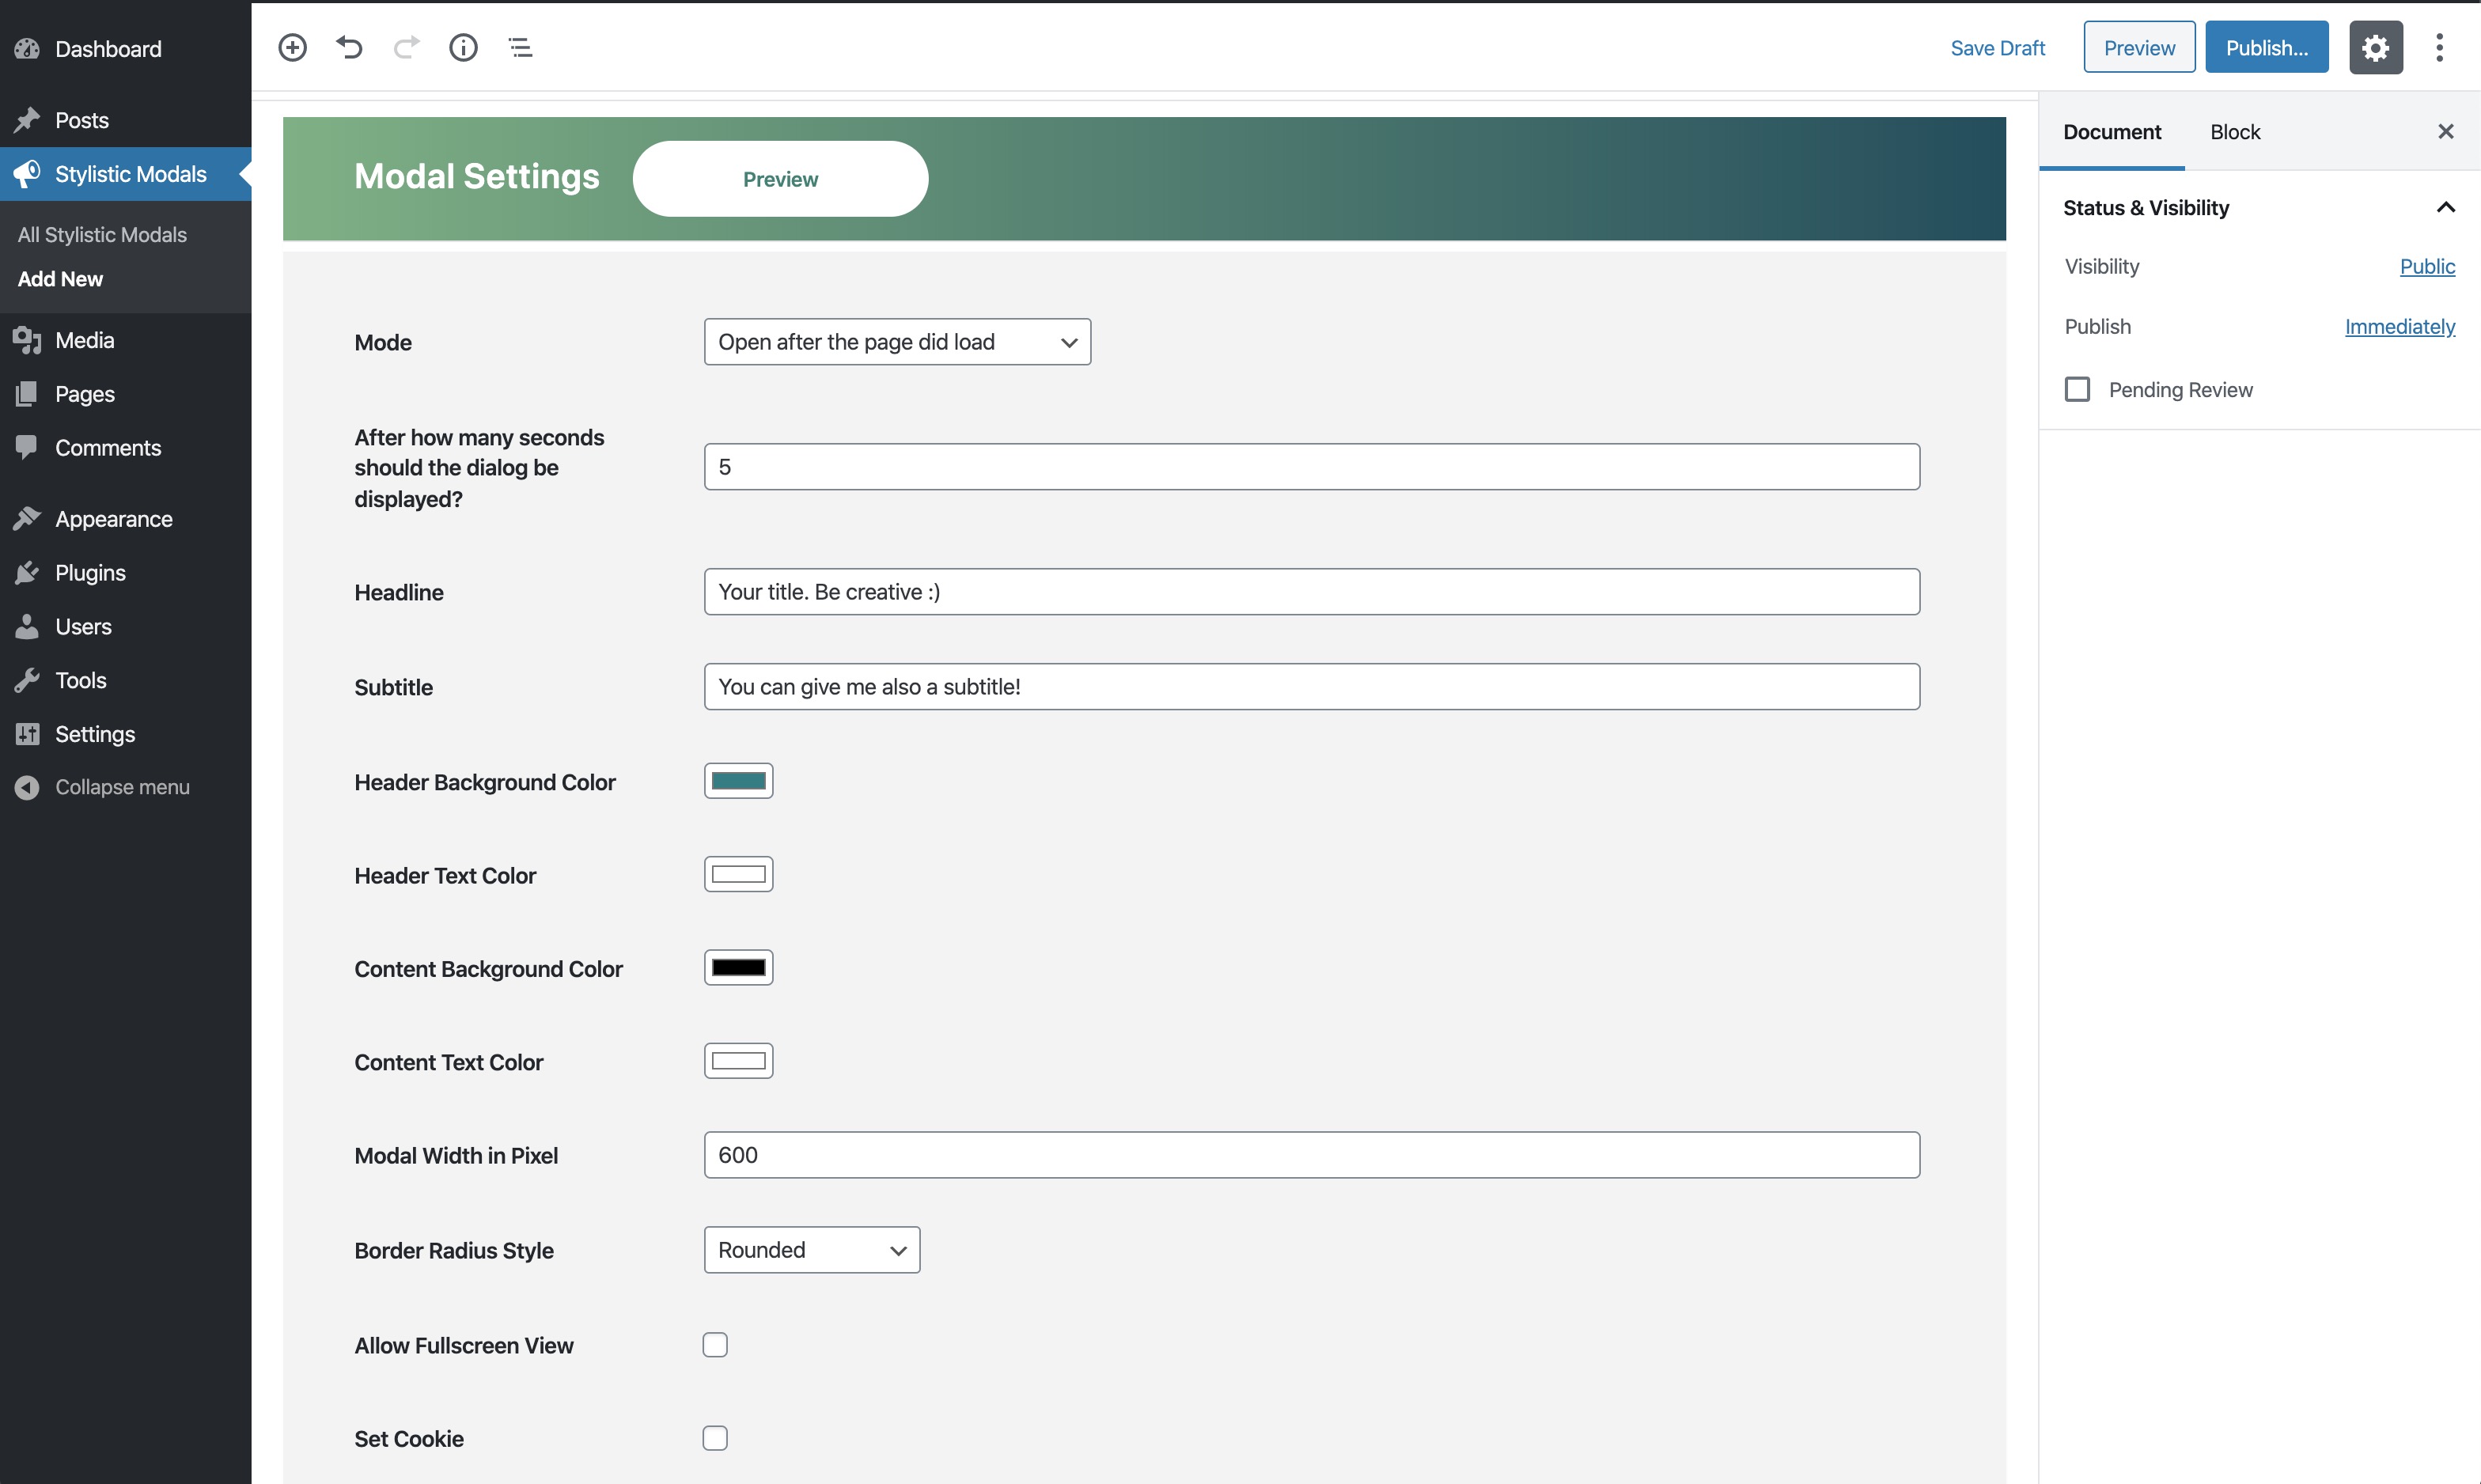 Dashboard
Posts
Stylistic Modals
All Stylistic Modals
Add New
Media
Pages
Comments
Appearance
Plugins
Users
Tools
Settings
Collapse menu
Save Draft
Preview
Publish...
Modal Settings
Preview
Mode
Open after the page did load
After how many seconds
should the dialog be
displayed?
5
Headline
Your title. Be creative :)
Subtitle
You can give me also a subtitle!
Header Background Color
Header Text Color
Content Background Color
Content Text Color
Modal Width in Pixel
600
Border Radius Style
Rounded
Allow Fullscreen View
Set Cookie
Document
Block
Status & Visibility
Visibility
Public
Publish
Immediately
Pending Review